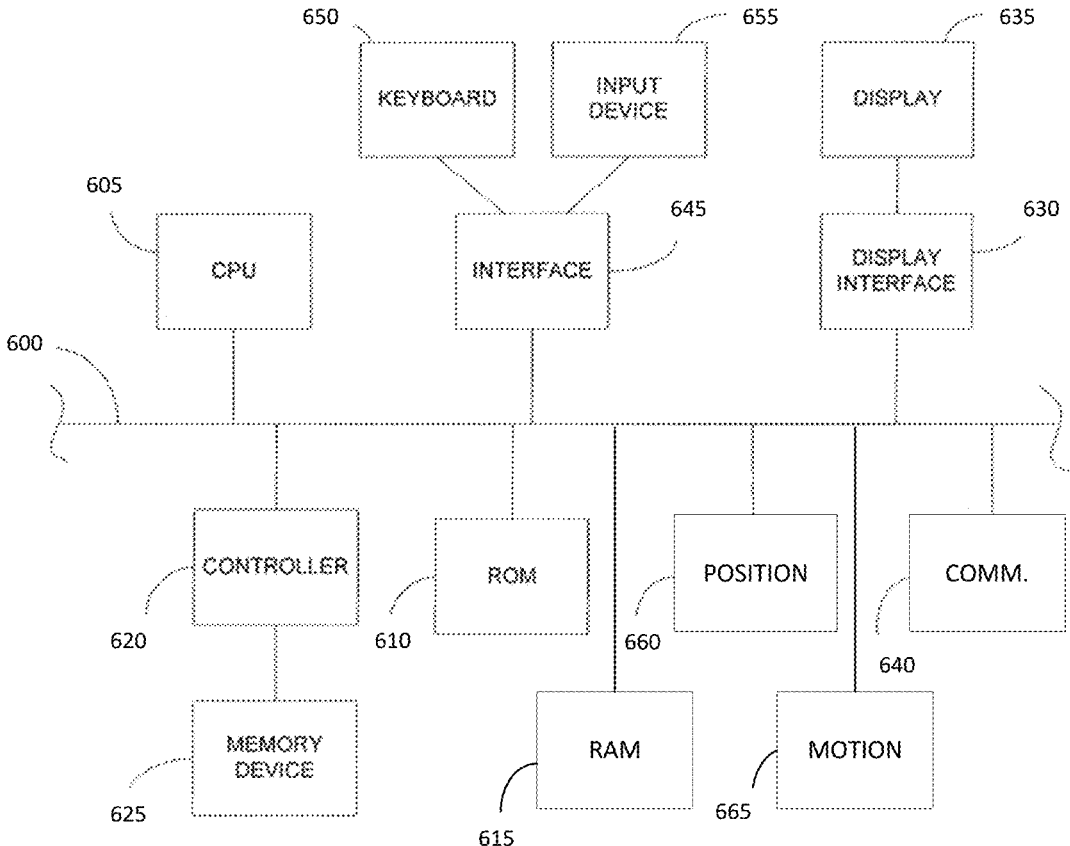 650
655
635
KEYBOARD
INPUT
DEVICE
DISPLAY
605
645
630
CPU
INTERFACE
DISPLAY
INTERFACE
600
CONTROLLER
ROM
POSITION
COMM.
620
610
660
640
MEMORY
DEVICE
RAM
MOTION
625
615
665